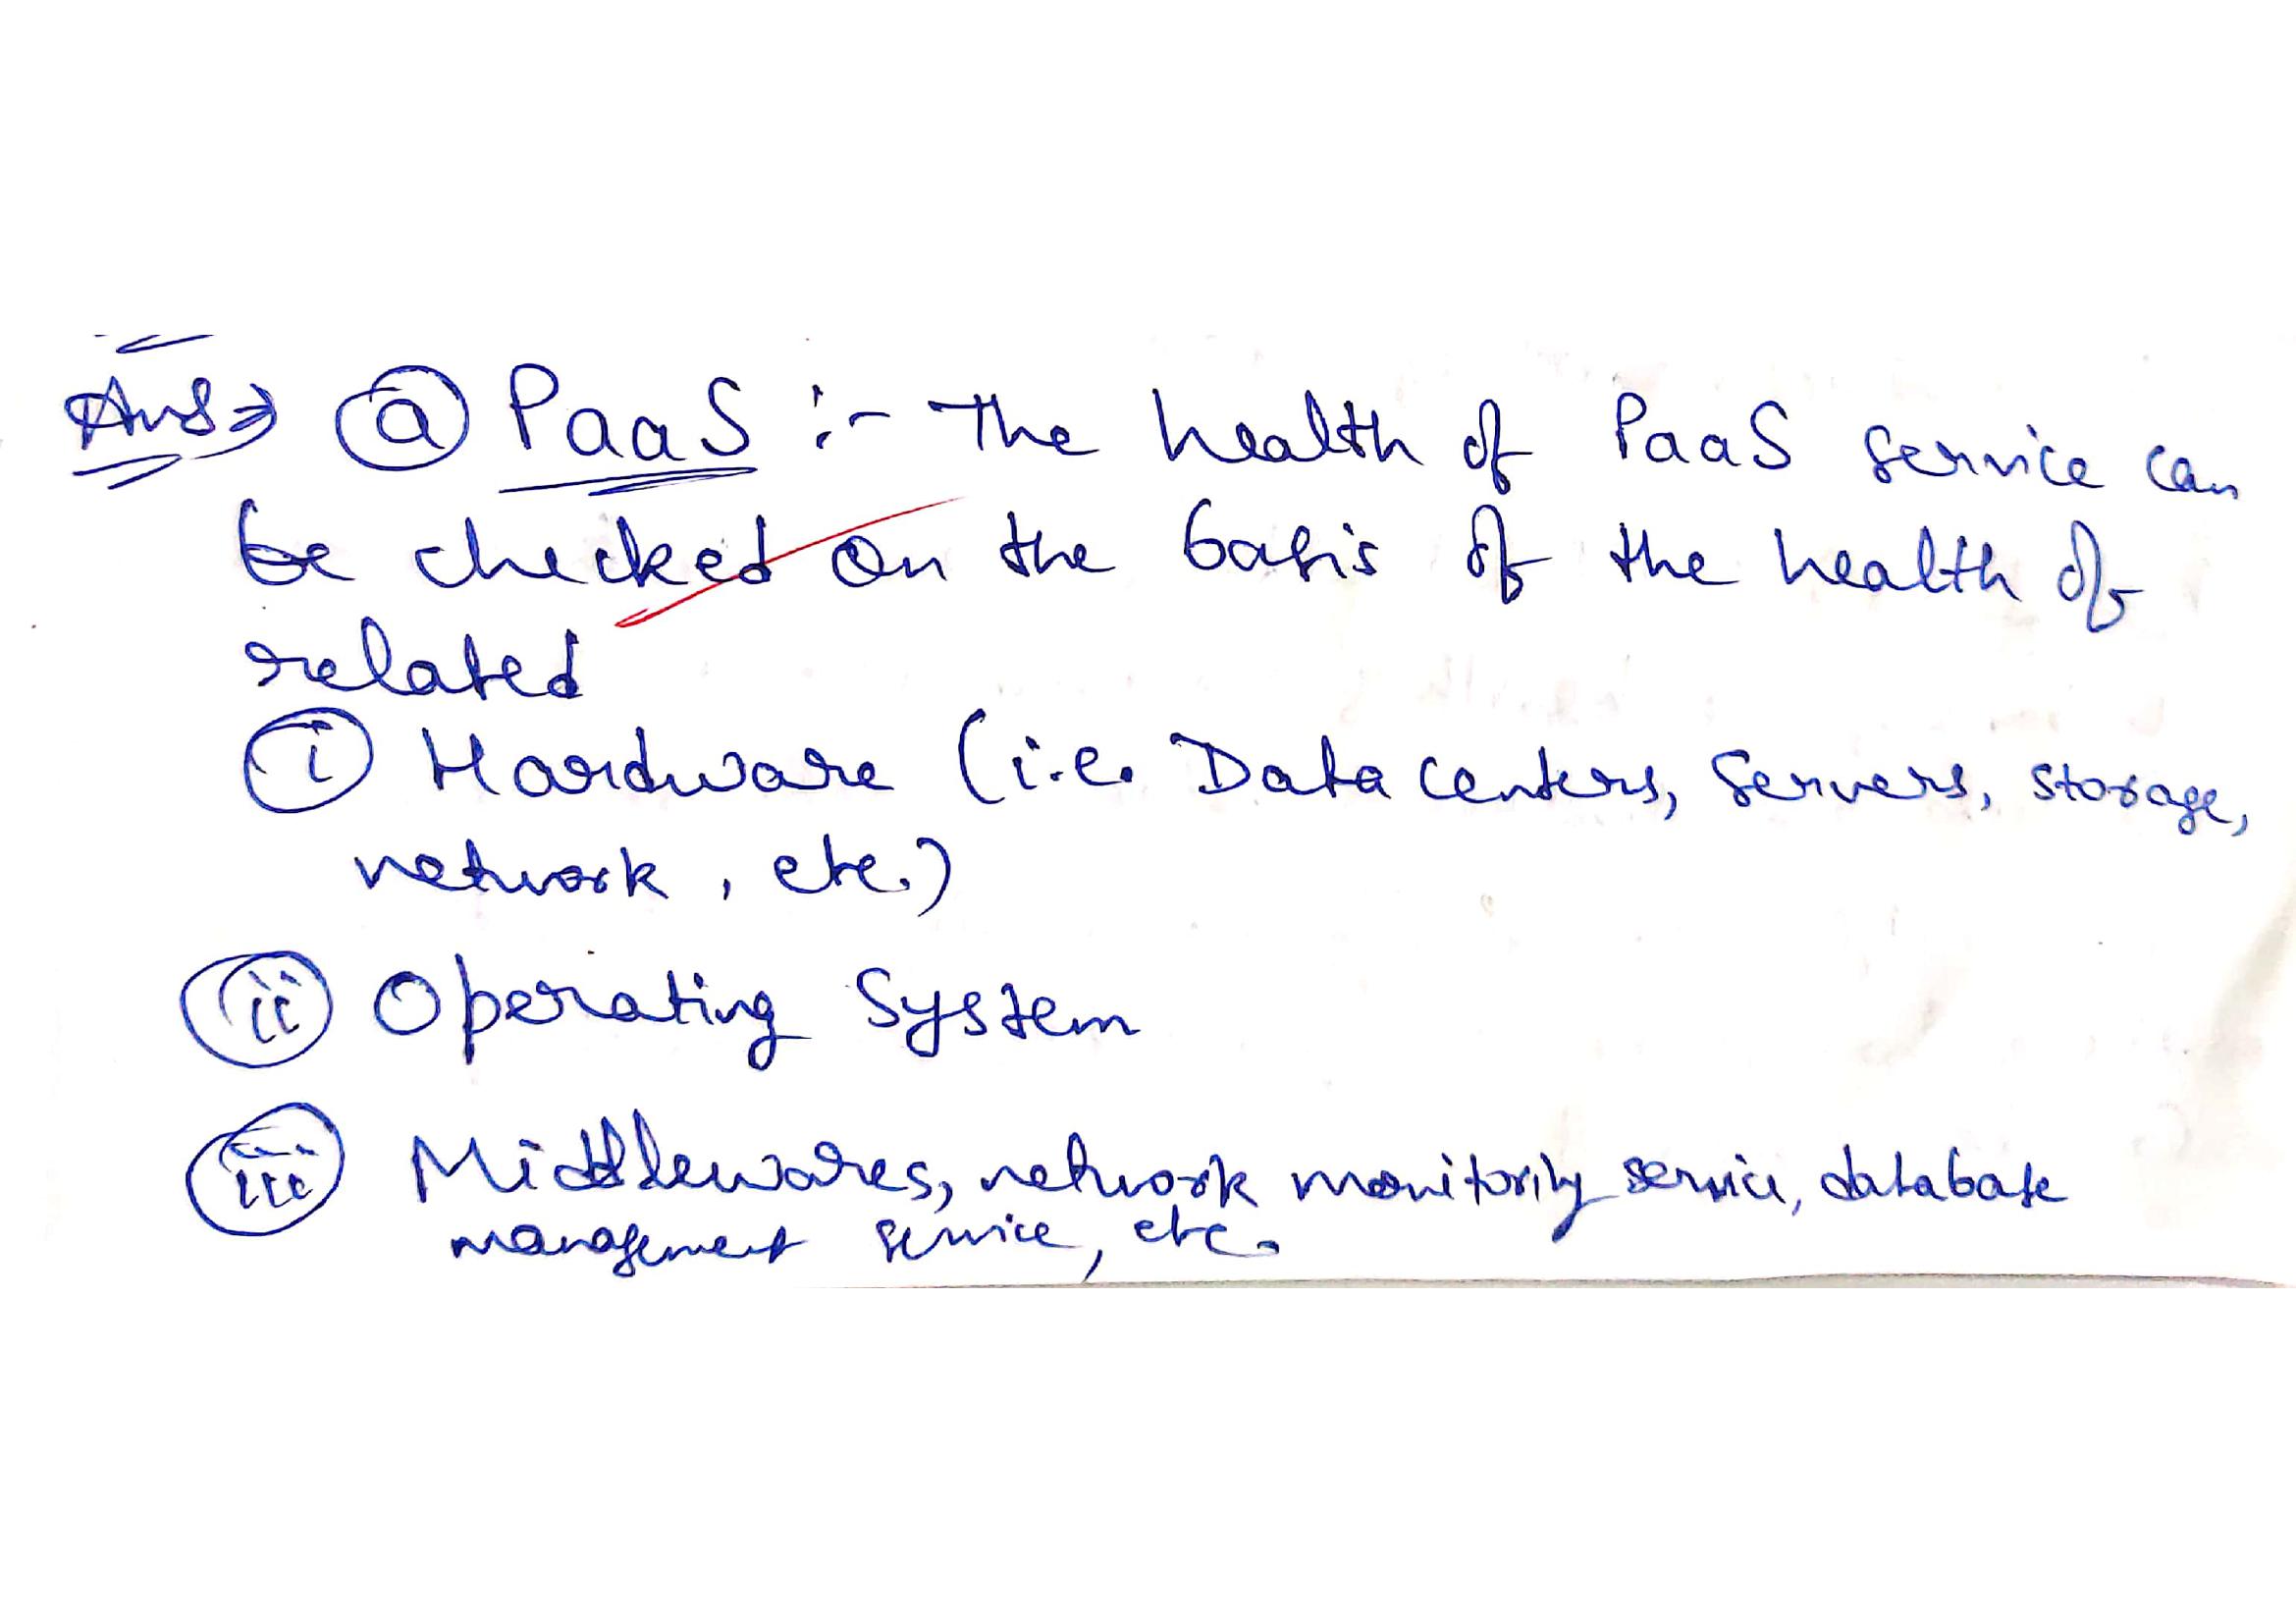 Ans⇒ (a) PaaS :- The health of PaaS service can
be checked on the basis of the health of
related
(i) Hardware (i.e. Data centers, Servers, storage,
network, etc.)
(ii) Operating System
(iii) Middlewares, network monitoring service, database
management service, etc.